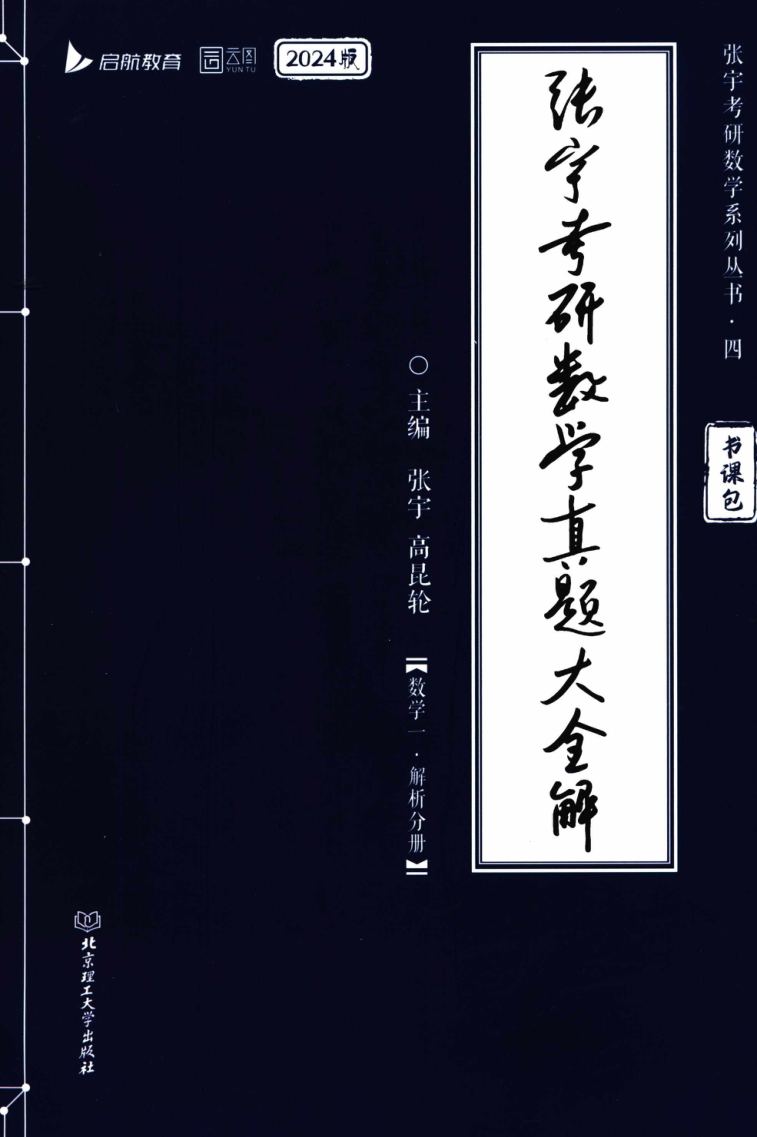 启航教育 云图 YUN TU 2024版
张宇考研数学系列丛书·四
书课包
张宇考研数学真题大全解
主编 张宇 高昆轮
【数学一·解析分册】
北京理工大学出版社